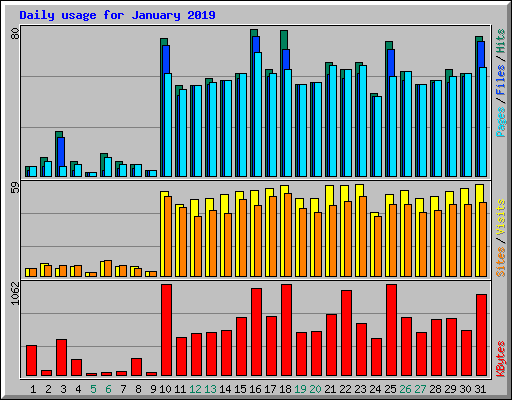 Daily usage for January 2019
80
Pages / Files / Hits
59
Sites / Visits
1062
KBytes
1 2 3 4 5 6 7 8 9 10 11 12 13 14 15 16 17 18 19 20 21 22 23 24 25 26 27 28 29 30 31